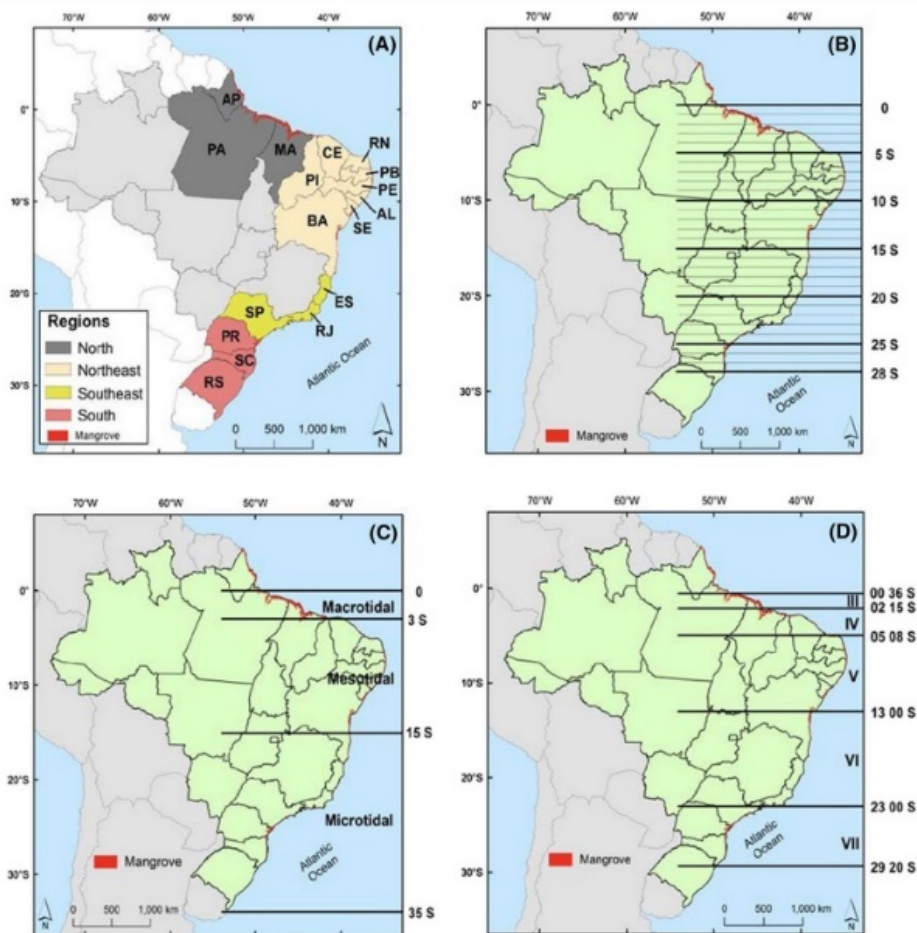 70°W 60°W 50°W 40°W
(A)
0°
10°S
20°S
30°S
AP
PA
MA
CE
RN
PB
PI
PE
AL
SE
BA
ES
SP
RJ
PR
SC
RS
Atlantic Ocean
Regions
North
Northeast
Southeast
South
Mangrove
0 500 1,000 km
N
70°W 60°W 50°W 40°W
(B)
0°
10°S
20°S
30°S
0
5 S
10 S
15 S
20 S
25 S
28 S
Atlantic
Ocean
Mangrove
0 500 1,000 km
N
70°W 60°W 50°W 40°W
(C)
0°
10°S
20°S
30°S
0
Macrotidal
3 S
Mesotidal
15 S
Microtidal
35 S
Atlantic
Ocean
Mangrove
0 500 1,000 km
N
70°W 60°W 50°W 40°W
(D)
0°
10°S
20°S
30°S
00 36 S
III
02 15 S
IV
05 08 S
V
13 00 S
VI
23 00 S
VII
29 20 S
Atlantic
Ocean
Mangrove
0 500 1,000 km
N